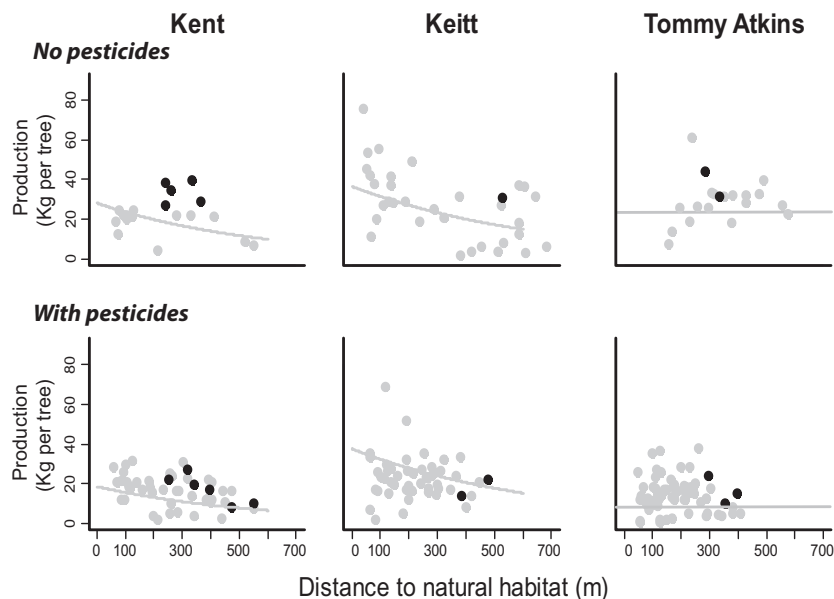 Kent Keitt Tommy Atkins
No pesticides
Production
(Kg per tree)
80
60
40
20
0
With pesticides
Production
(Kg per tree)
80
60
40
20
0
0 100 300 500 700 0 100 300 500 700 0 100 300 500 700
Distance to natural habitat (m)